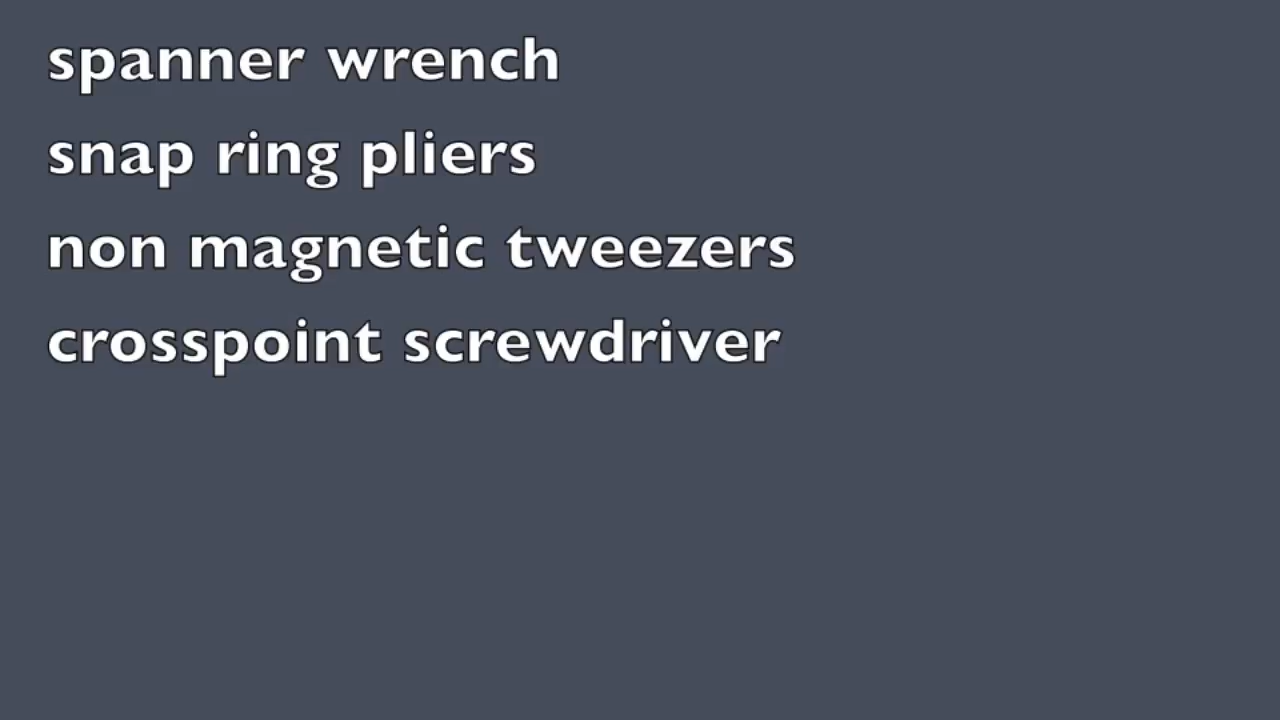 spanner wrench
snap ring pliers
non magnetic tweezers
crosspoint screwdriver